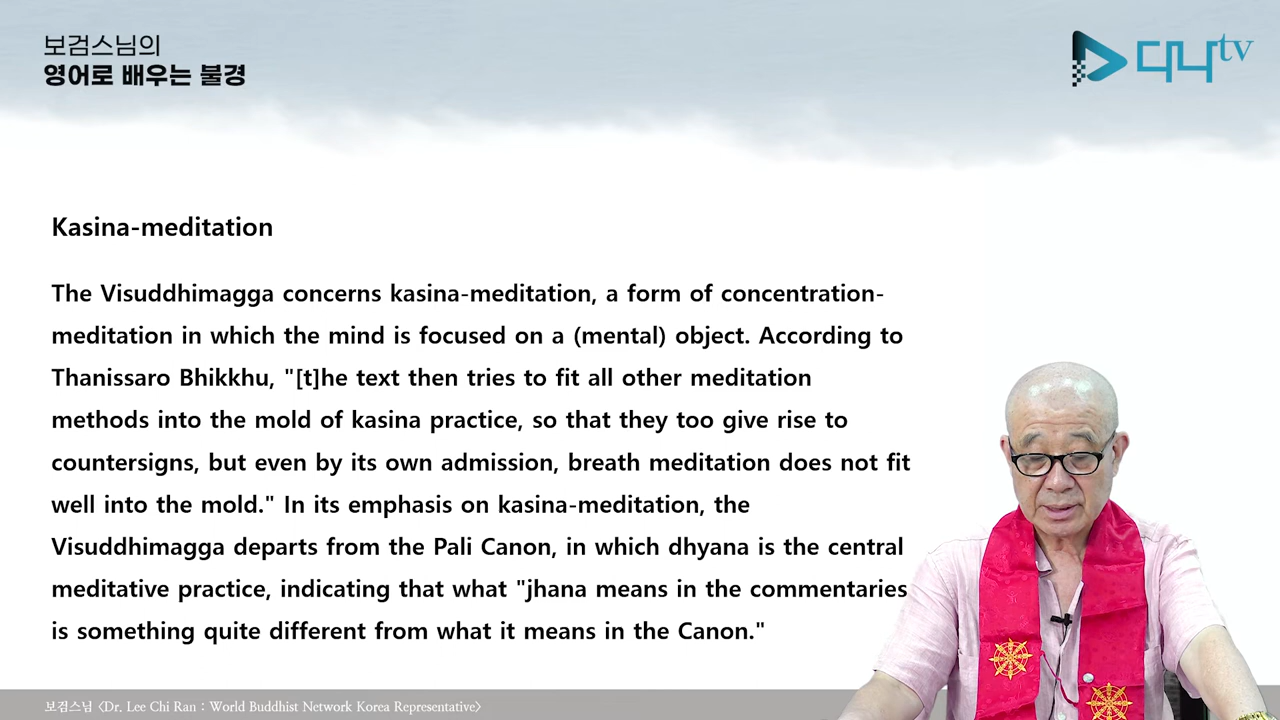 보검스님의
영어로 배우는 불경
다나tv
Kasina-meditation
The Visuddhimagga concerns kasina-meditation, a form of concentration-
meditation in which the mind is focused on a (mental) object. According to
Thanissaro Bhikkhu, "[t]he text then tries to fit all other meditation
methods into the mold of kasina practice, so that they too give rise to
countersigns, but even by its own admission, breath meditation does not fit
well into the mold." In its emphasis on kasina-meditation, the
Visuddhimagga departs from the Pali Canon, in which dhyana is the central
meditative practice, indicating that what "jhana means in the commentaries
is something quite different from what it means in the Canon."
보검스님 <Dr. Lee Chi Ran : World Buddhist Network Korea Representative>